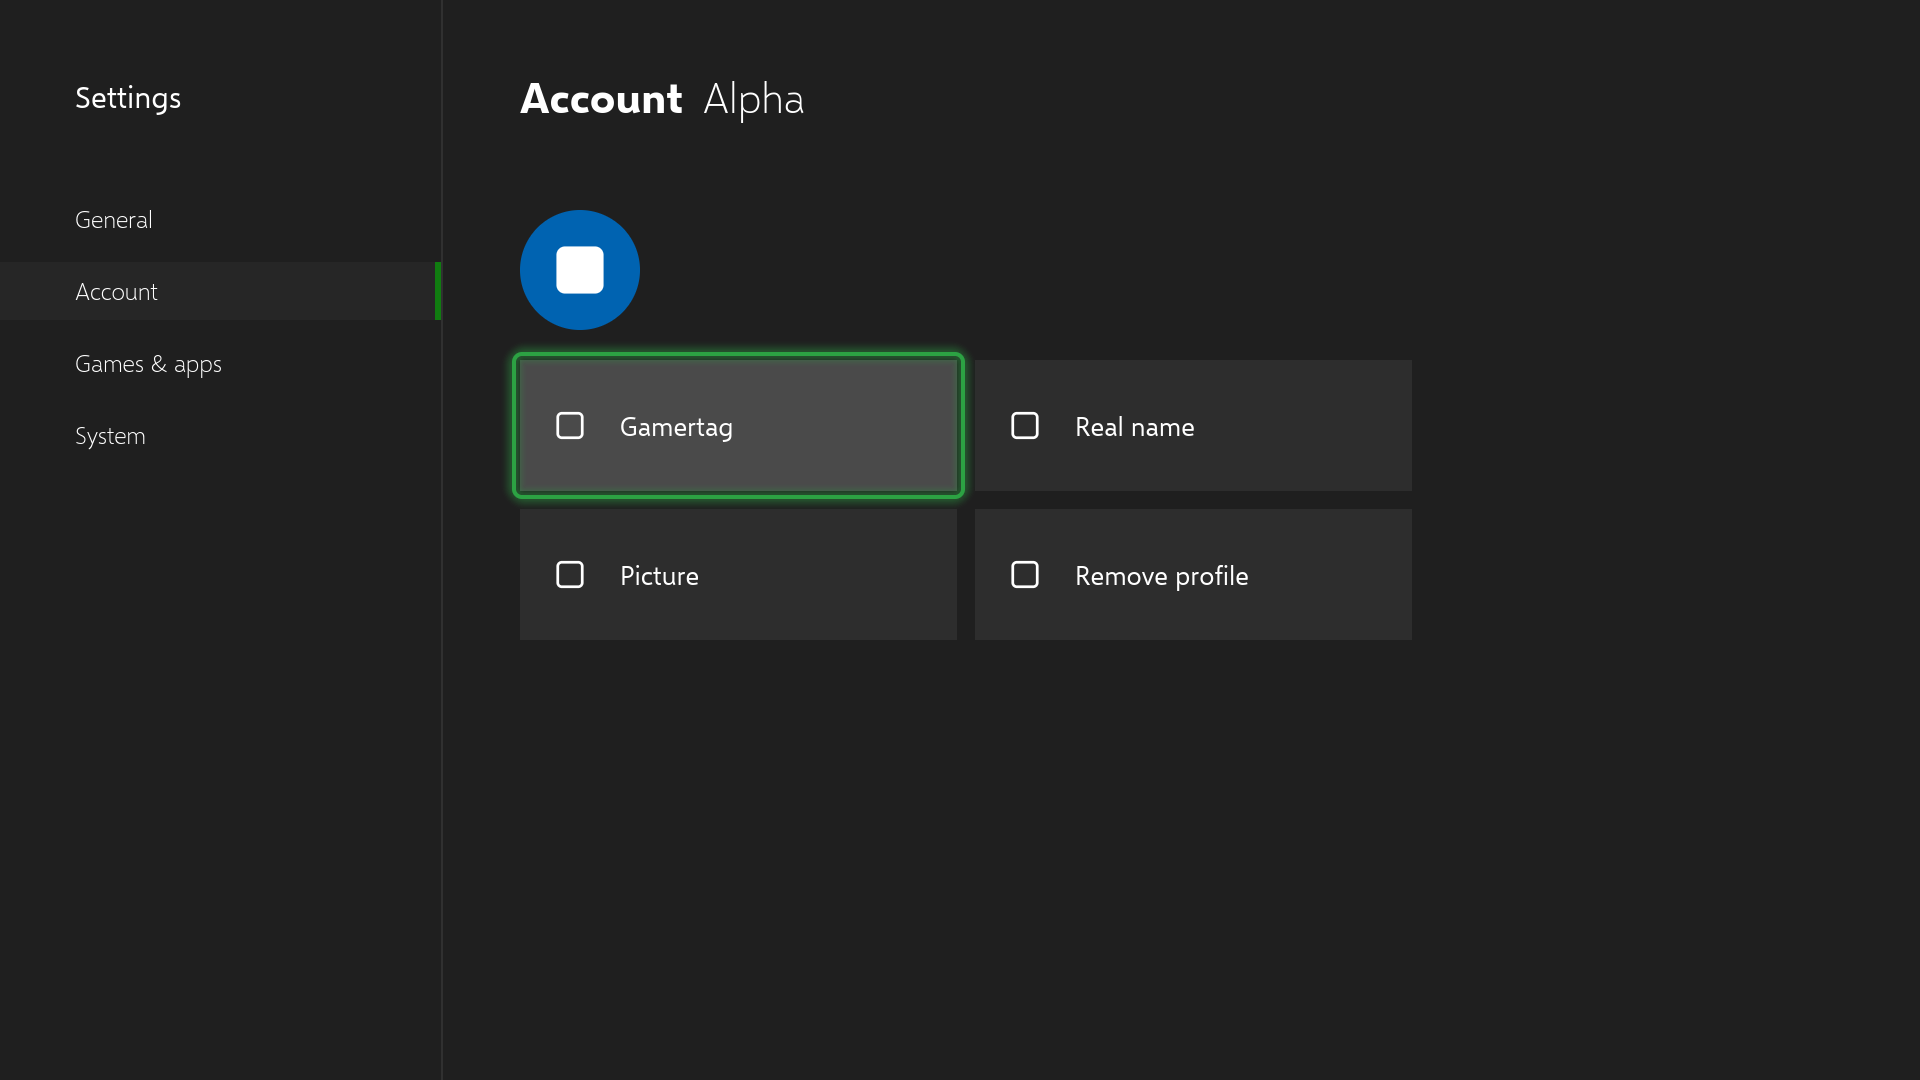 Settings
General
Account
Games & apps
System
Account Alpha
Gamertag
Real name
Picture
Remove profile